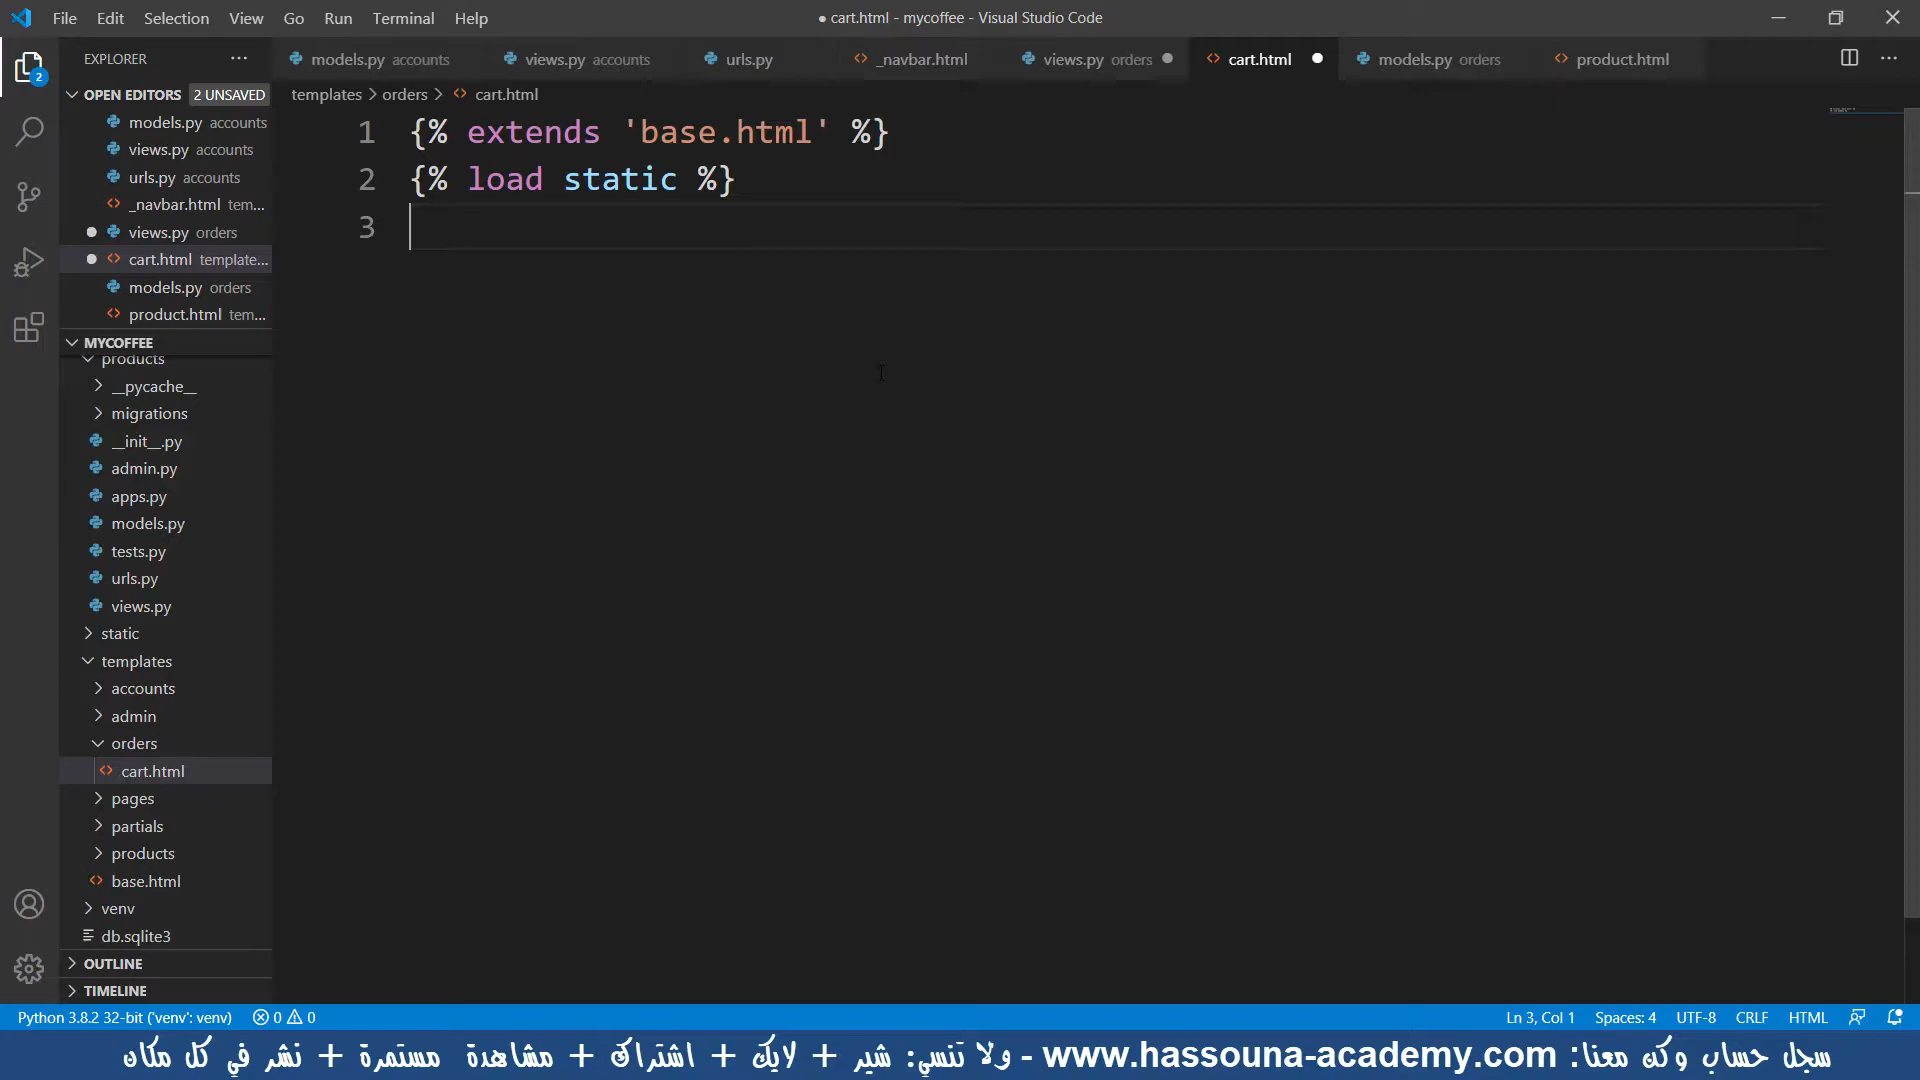 File Edit Selection View Go Run Terminal Help
● cart.html - mycoffee - Visual Studio Code
EXPLORER ···
models.py accounts
views.py accounts
urls.py
_navbar.html
views.py orders
cart.html
models.py orders
product.html
OPEN EDITORS 2 UNSAVED
models.py accounts
views.py accounts
urls.py accounts
_navbar.html tem...
views.py orders
cart.html template...
models.py orders
product.html tem...
MYCOFFEE
products
__pycache__
migrations
__init__.py
admin.py
apps.py
models.py
tests.py
urls.py
views.py
static
templates
accounts
admin
orders
cart.html
pages
partials
products
base.html
venv
db.sqlite3
OUTLINE
TIMELINE
2
templates > orders > cart.html
1 {% extends 'base.html' %}
2 {% load static %}
3
Python 3.8.2 32-bit ('venv': venv) 0 0 Ln 3, Col 1 Spaces: 4 UTF-8 CRLF HTML
سجل حساب وكن معنا: www.hassouna-academy.com - ولا تنسي: شير + لايك + اشتراك + مشاهدة مستمرة + نشر في كل مكان